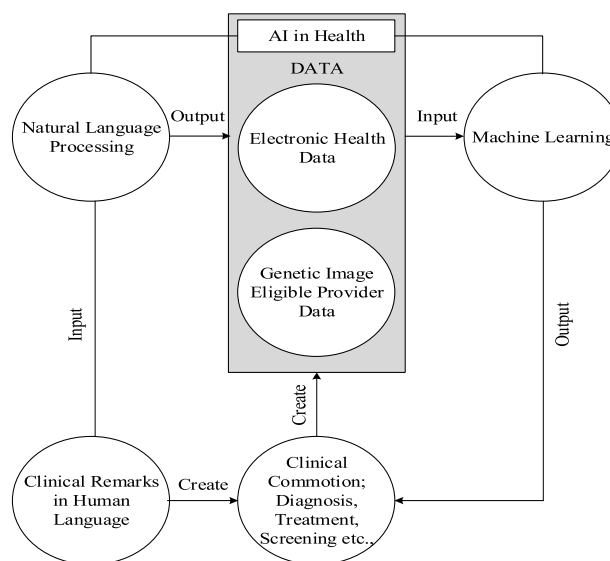 AI in Health
DATA
Natural Language
Processing
Output
Electronic Health
Data
Input
Machine Learning
Genetic Image
Eligible Provider
Data
Input
Output
Create
Clinical Remarks
in Human
Language
Create
Clinical
Commotion;
Diagnosis,
Treatment,
Screening etc.,